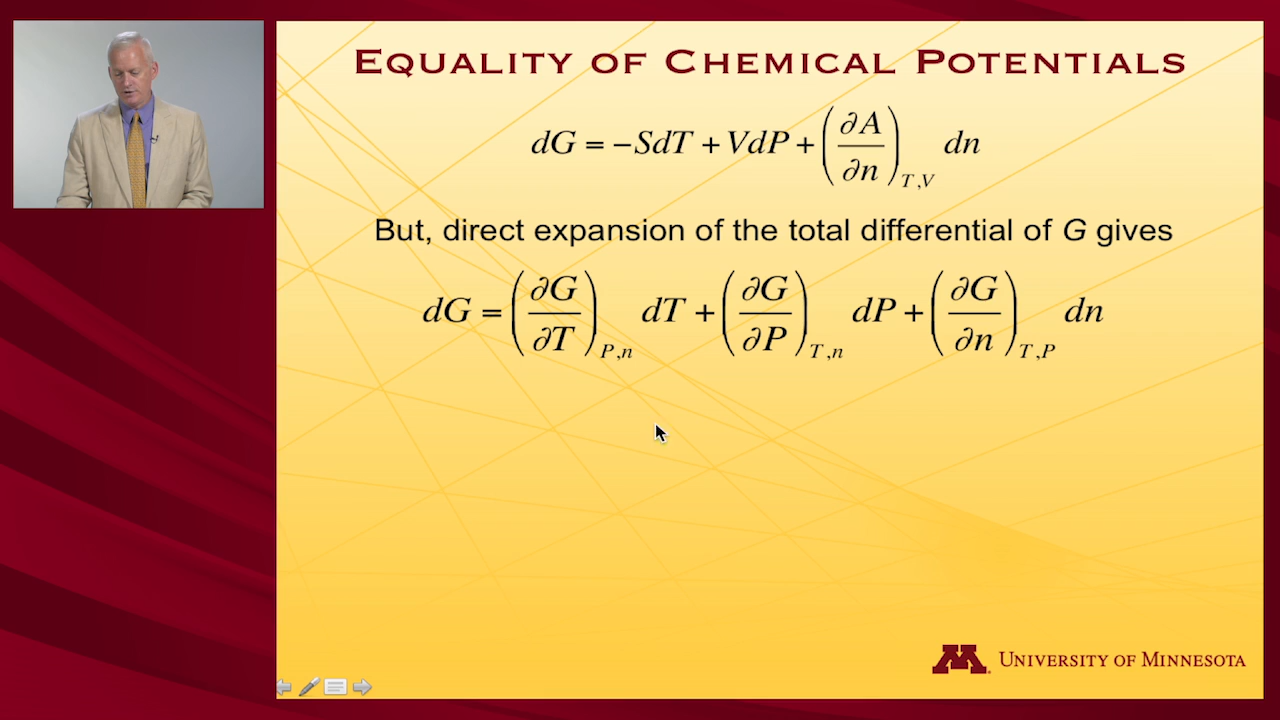 EQUALITY OF CHEMICAL POTENTIALS
dG = −SdT + VdP + (∂A/∂n)_{T,V} dn
But, direct expansion of the total differential of G gives
dG = (∂G/∂T)_{P,n} dT + (∂G/∂P)_{T,n} dP + (∂G/∂n)_{T,P} dn
M UNIVERSITY OF MINNESOTA